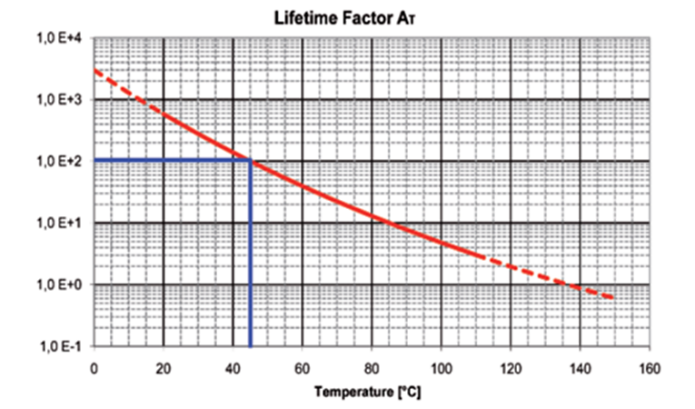 Lifetime Factor AT
1,0 E+4
1,0 E+3
1,0 E+2
1,0 E+1
1,0 E+0
1,0 E-1
0 20 40 60 80 100 120 140 160
Temperature [°C]